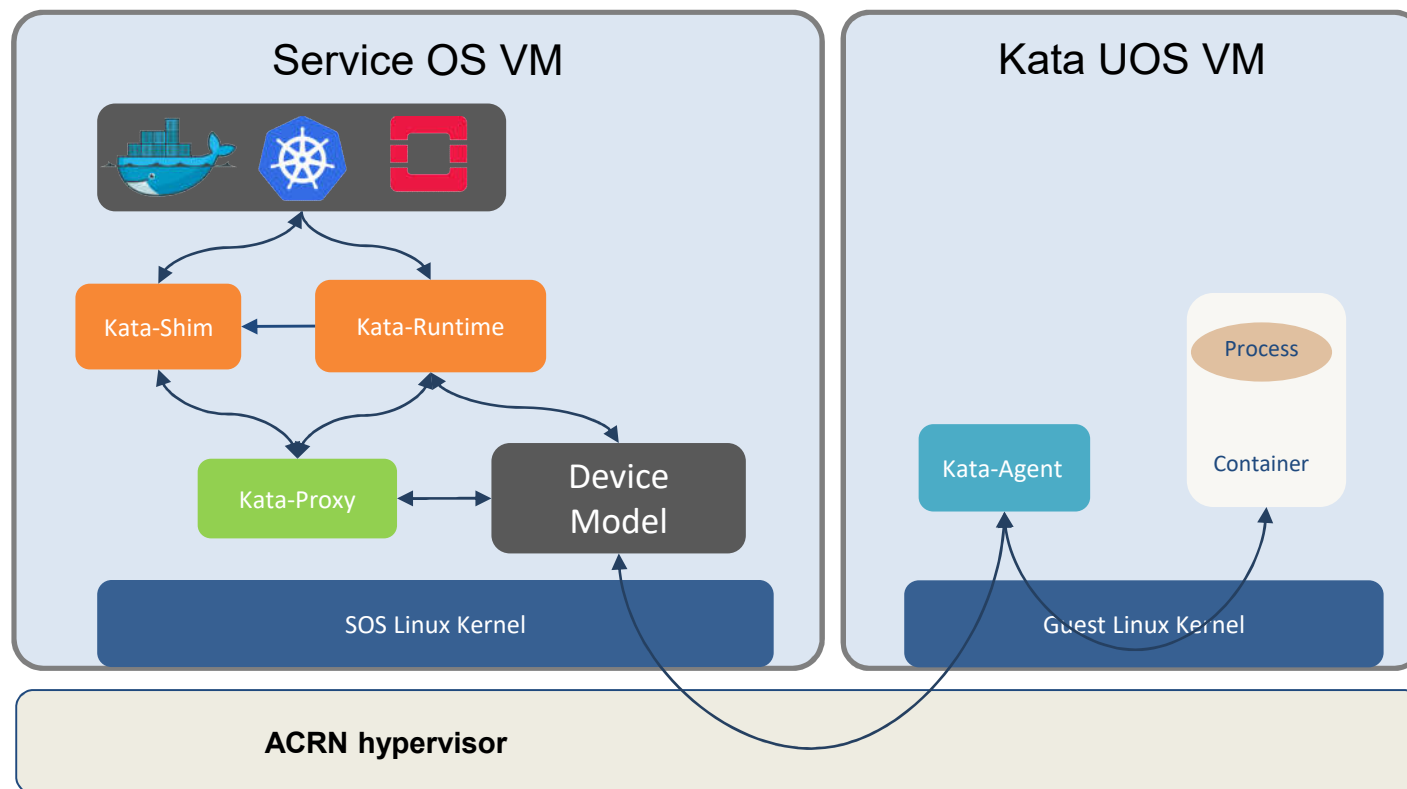 Service OS VM
Kata UOS VM
Kata-Shim
Kata-Runtime
Process
Kata-Agent
Container
Kata-Proxy
Device
Model
SOS Linux Kernel
Guest Linux Kernel
ACRN hypervisor